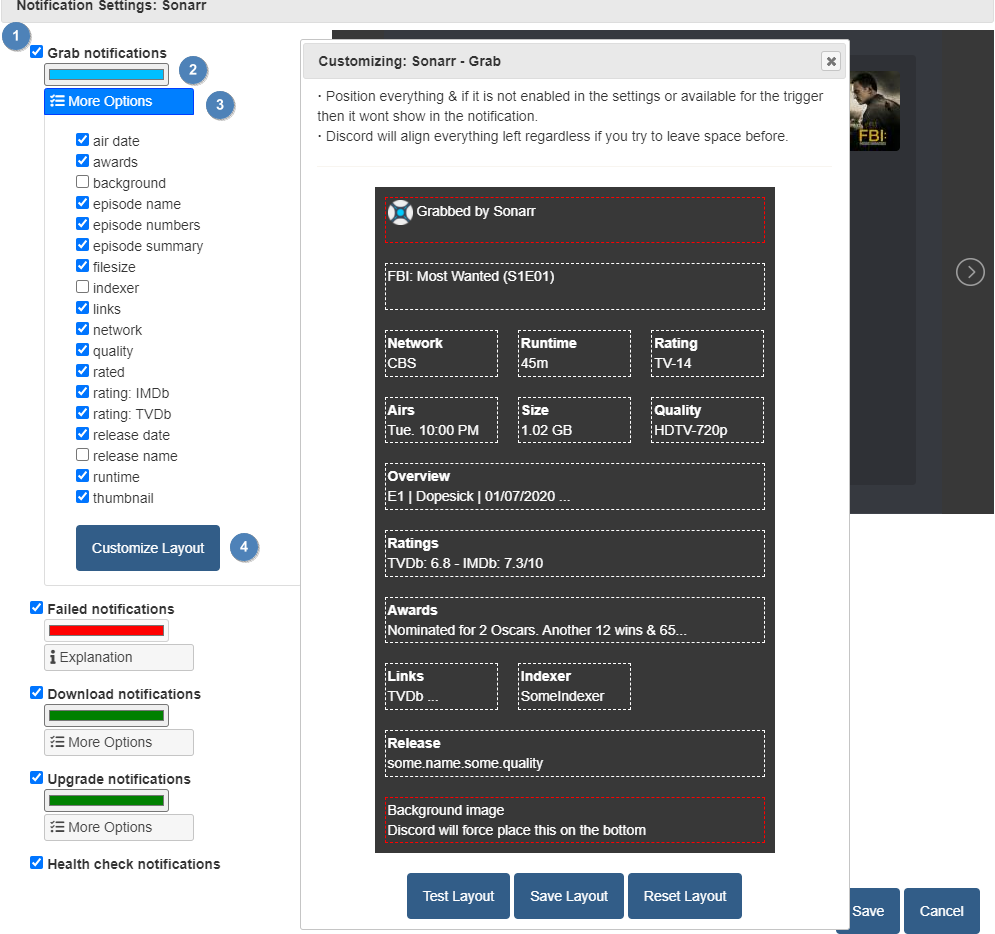 Notification Settings: Sonarr
1
Grab notifications
2
More Options
3
air date
awards
background
episode name
episode numbers
episode summary
filesize
indexer
links
network
quality
rated
rating: IMDb
rating: TVDb
release date
release name
runtime
thumbnail
Customize Layout
4
Failed notifications
Explanation
Download notifications
More Options
Upgrade notifications
More Options
Health check notifications
Customizing: Sonarr - Grab
· Position everything & if it is not enabled in the settings or available for the trigger
then it wont show in the notification.
· Discord will align everything left regardless if you try to leave space before.
Grabbed by Sonarr
FBI: Most Wanted (S1E01)
Network
CBS
Runtime
45m
Rating
TV-14
Airs
Tue. 10:00 PM
Size
1.02 GB
Quality
HDTV-720p
Overview
E1 | Dopesick | 01/07/2020 ...
Ratings
TVDb: 6.8 - IMDb: 7.3/10
Awards
Nominated for 2 Oscars. Another 12 wins & 65...
Links
TVDb ...
Indexer
SomeIndexer
Release
some.name.some.quality
Background image
Discord will force place this on the bottom
Test Layout
Save Layout
Reset Layout
FBI:
Save
Cancel